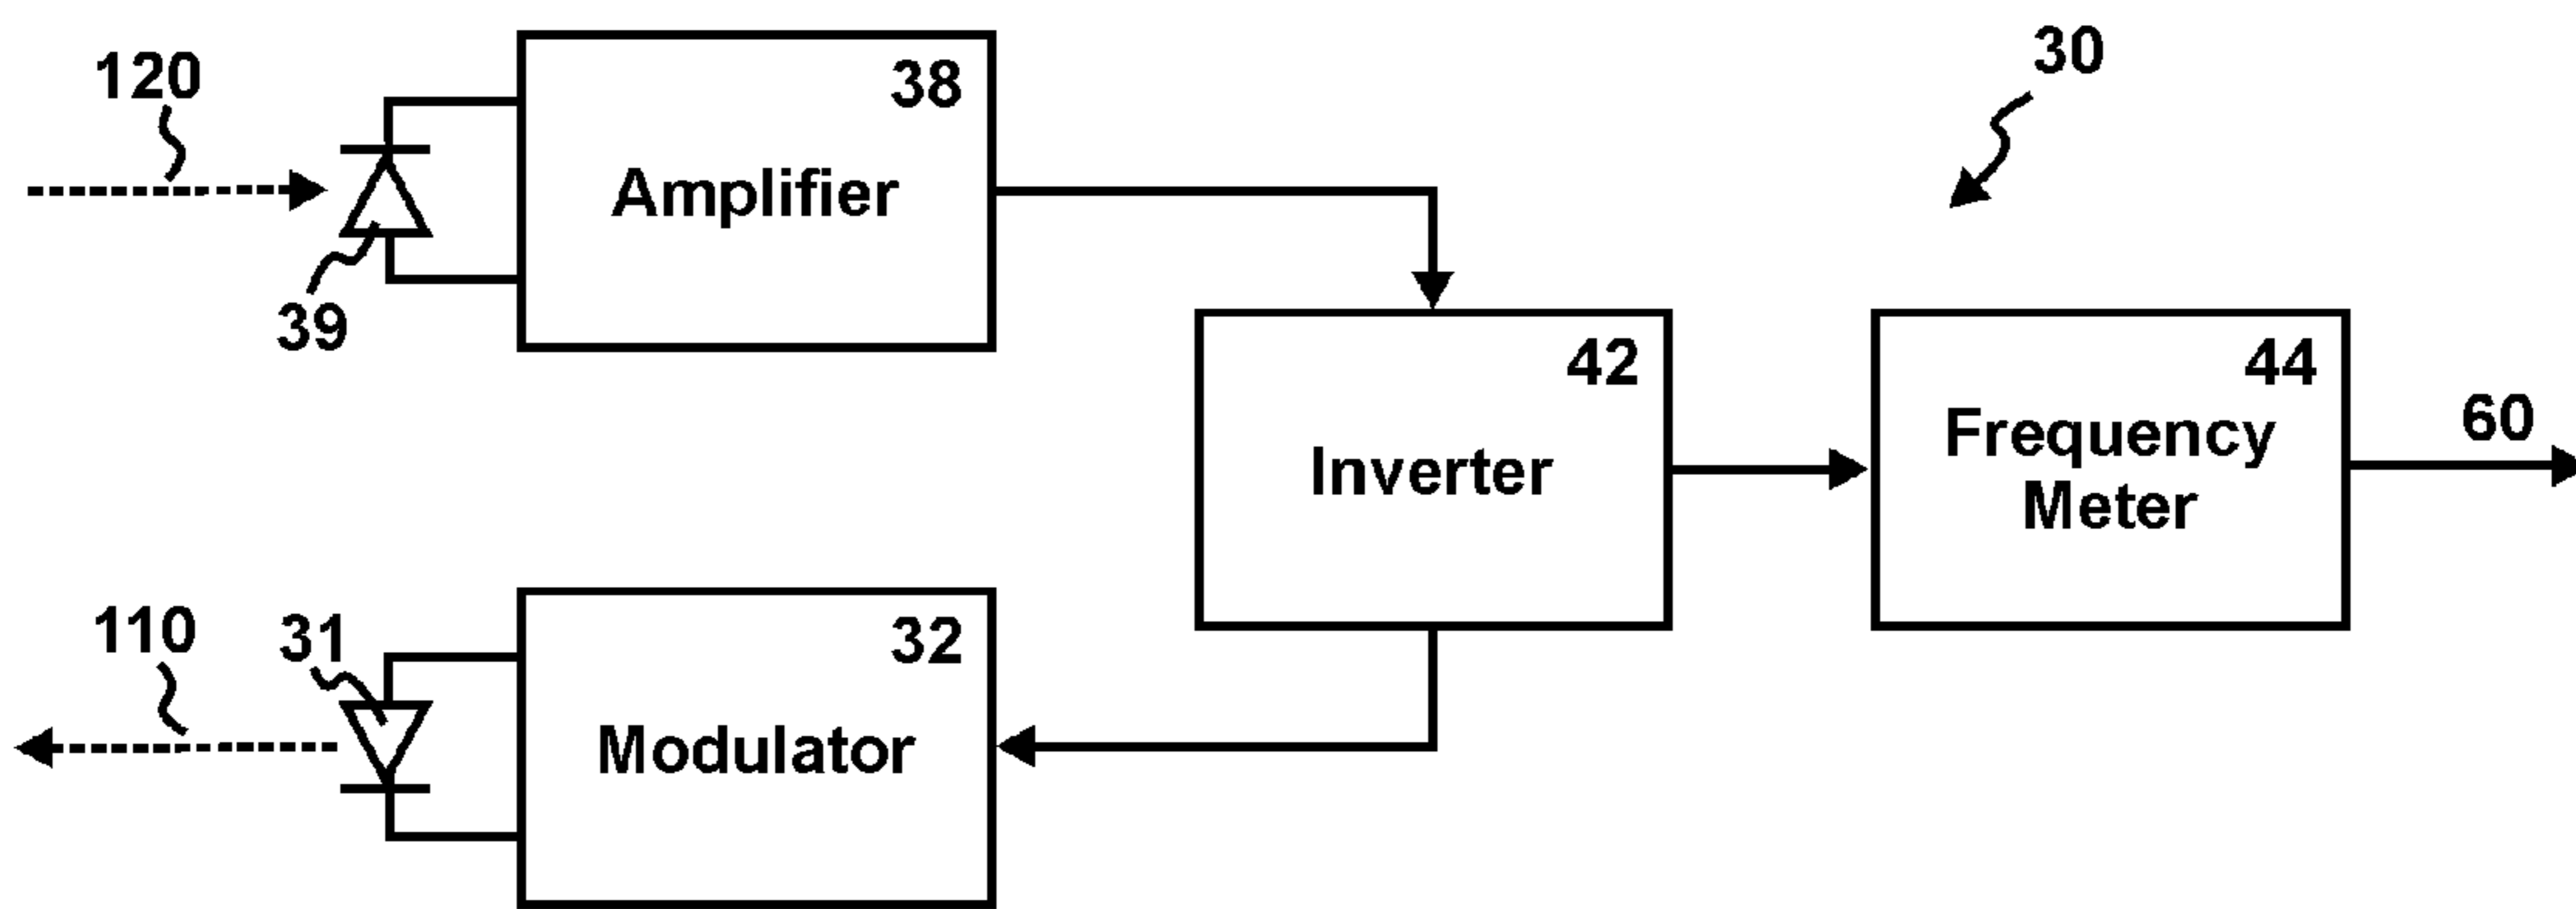 120
38
Amplifier
39
30
42
Inverter
44
Frequency
Meter
60
110
31
32
Modulator